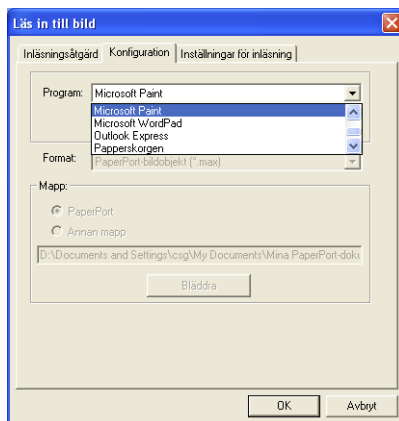 Läs in till bild
Inläsningsåtgärd Konfiguration Inställningar för inläsning
Program: Microsoft Paint
Microsoft Paint
Microsoft WordPad
Outlook Express
Papperskorgen
Format: PaperPort-bildobjekt (*.max)
Mapp:
PaperPort
Annan mapp
D:\Documents and Settings\csg\My Documents\Mina PaperPort-doku
Bläddra
OK Avbryt